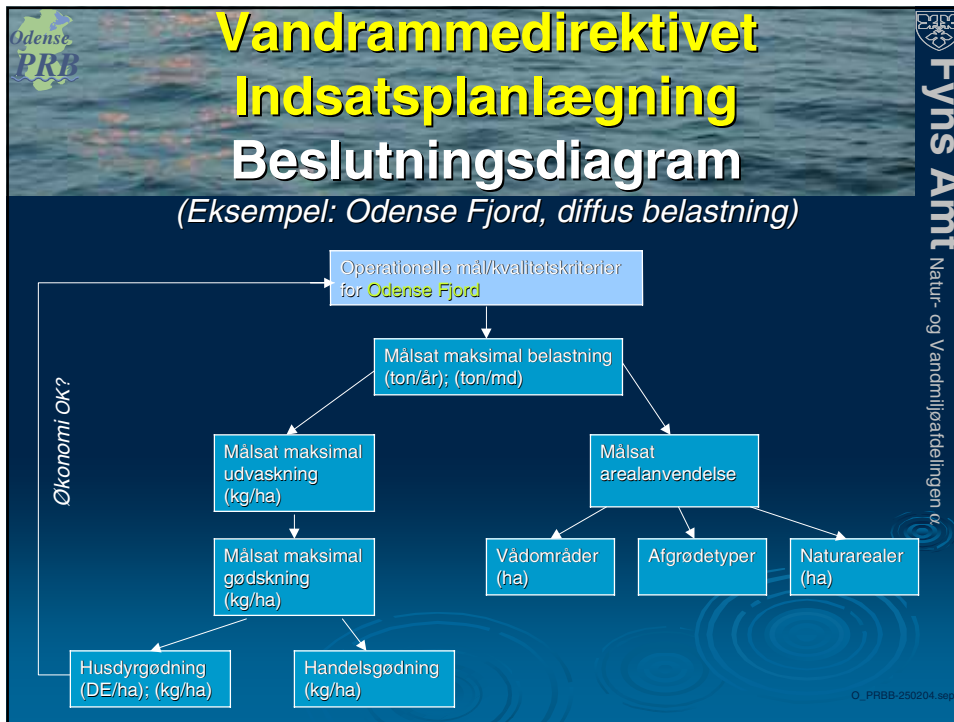 Odense
PRB
Vandrammedirektivet
Indsatsplanlægning
Beslutningsdiagram
(Eksempel: Odense Fjord, diffus belastning)
Fyns Amt Natur- og Vandmiljøafdelingen α
Operationelle mål/kvalitetskriterier
for Odense Fjord
Målsat maksimal belastning
(ton/år); (ton/md)
Økonomi OK?
Målsat maksimal
udvaskning
(kg/ha)
Målsat
arealanvendelse
Målsat maksimal
gødskning
(kg/ha)
Vådområder
(ha)
Afgrødetyper
Naturarealer
(ha)
Husdyrgødning
(DE/ha); (kg/ha)
Handelsgødning
(kg/ha)
O_PRBB-250204.sep